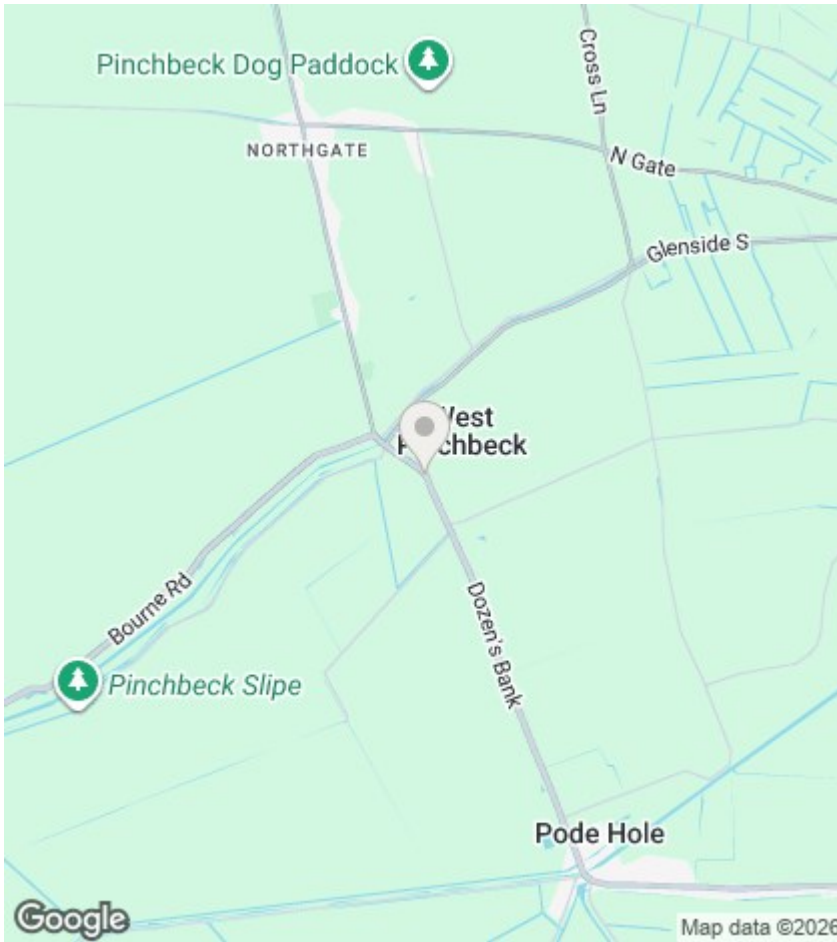 Pinchbeck Dog Paddock
Cross Ln
NORTHGATE
N Gate
Glenside S
West
Pinchbeck
Bourne Rd
Dozen's Bank
Pinchbeck Slipe
Pode Hole
Google
Map data ©2026